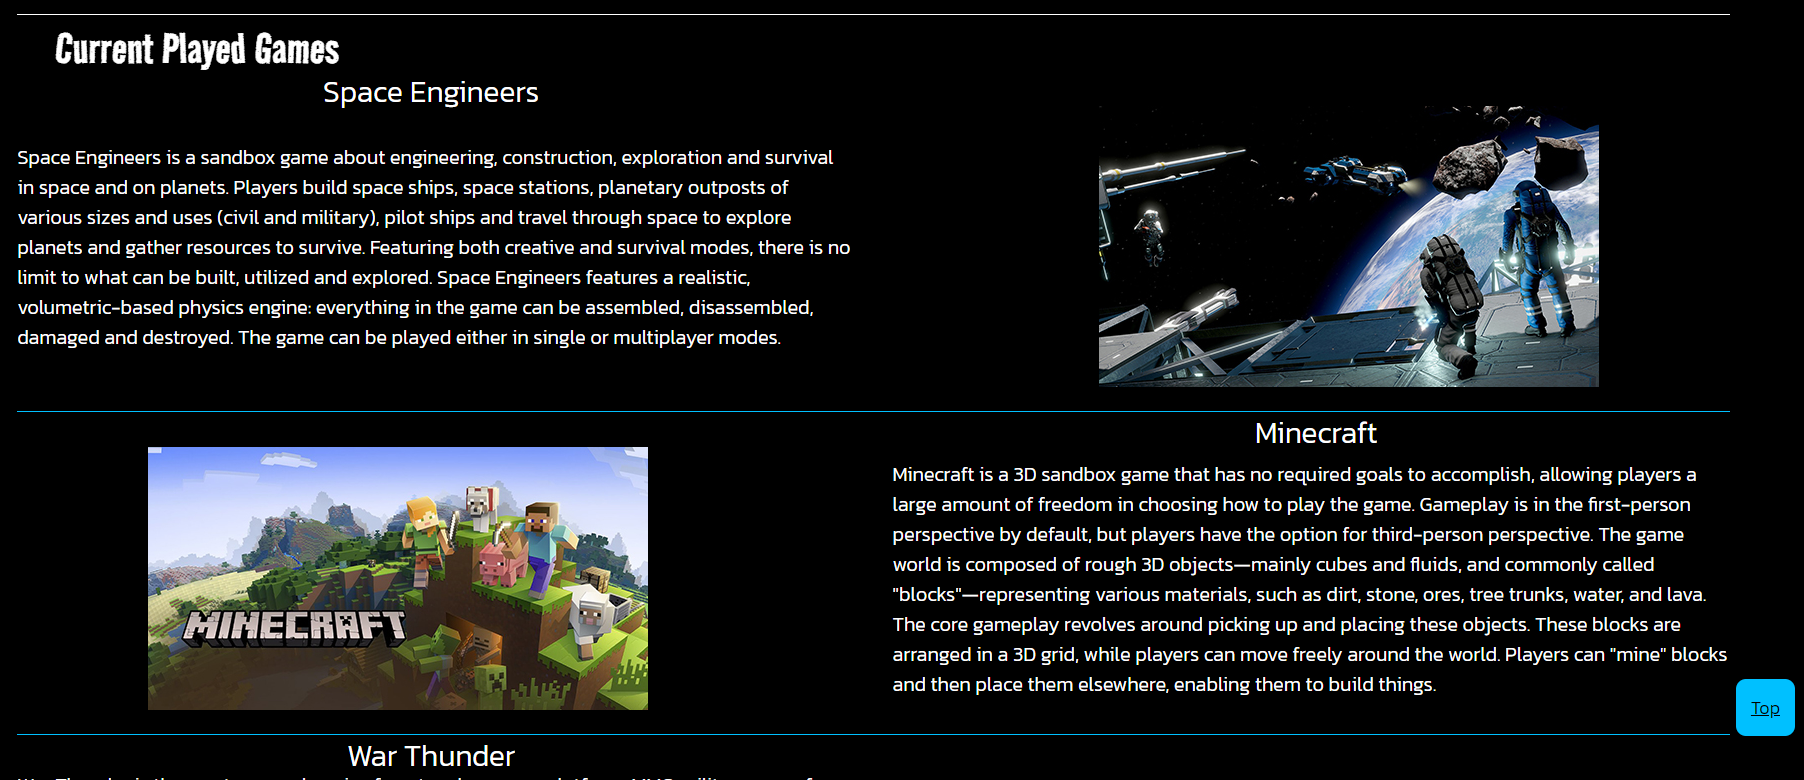 Current Played Games
Space Engineers
Space Engineers is a sandbox game about engineering, construction, exploration and survival
in space and on planets. Players build space ships, space stations, planetary outposts of
various sizes and uses (civil and military), pilot ships and travel through space to explore
planets and gather resources to survive. Featuring both creative and survival modes, there is no
limit to what can be built, utilized and explored. Space Engineers features a realistic,
volumetric-based physics engine: everything in the game can be assembled, disassembled,
damaged and destroyed. The game can be played either in single or multiplayer modes.
MINECRAFT
Minecraft
Minecraft is a 3D sandbox game that has no required goals to accomplish, allowing players a
large amount of freedom in choosing how to play the game. Gameplay is in the first-person
perspective by default, but players have the option for third-person perspective. The game
world is composed of rough 3D objects—mainly cubes and fluids, and commonly called
"blocks"—representing various materials, such as dirt, stone, ores, tree trunks, water, and lava.
The core gameplay revolves around picking up and placing these objects. These blocks are
arranged in a 3D grid, while players can move freely around the world. Players can "mine" blocks
and then place them elsewhere, enabling them to build things.
Top
War Thunder